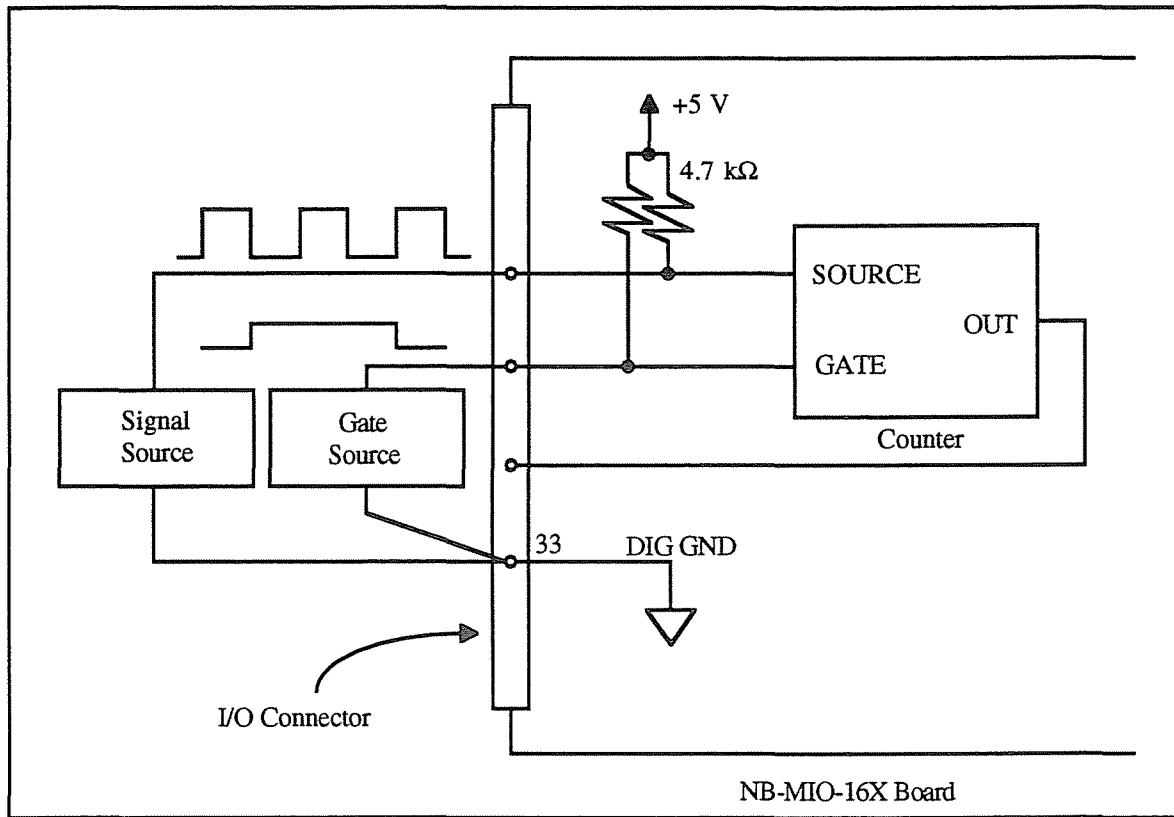 +5 V
4.7 kΩ
SOURCE
OUT
GATE
Counter
Signal
Source
Gate
Source
33
DIG GND
I/O Connector
NB-MIO-16X Board